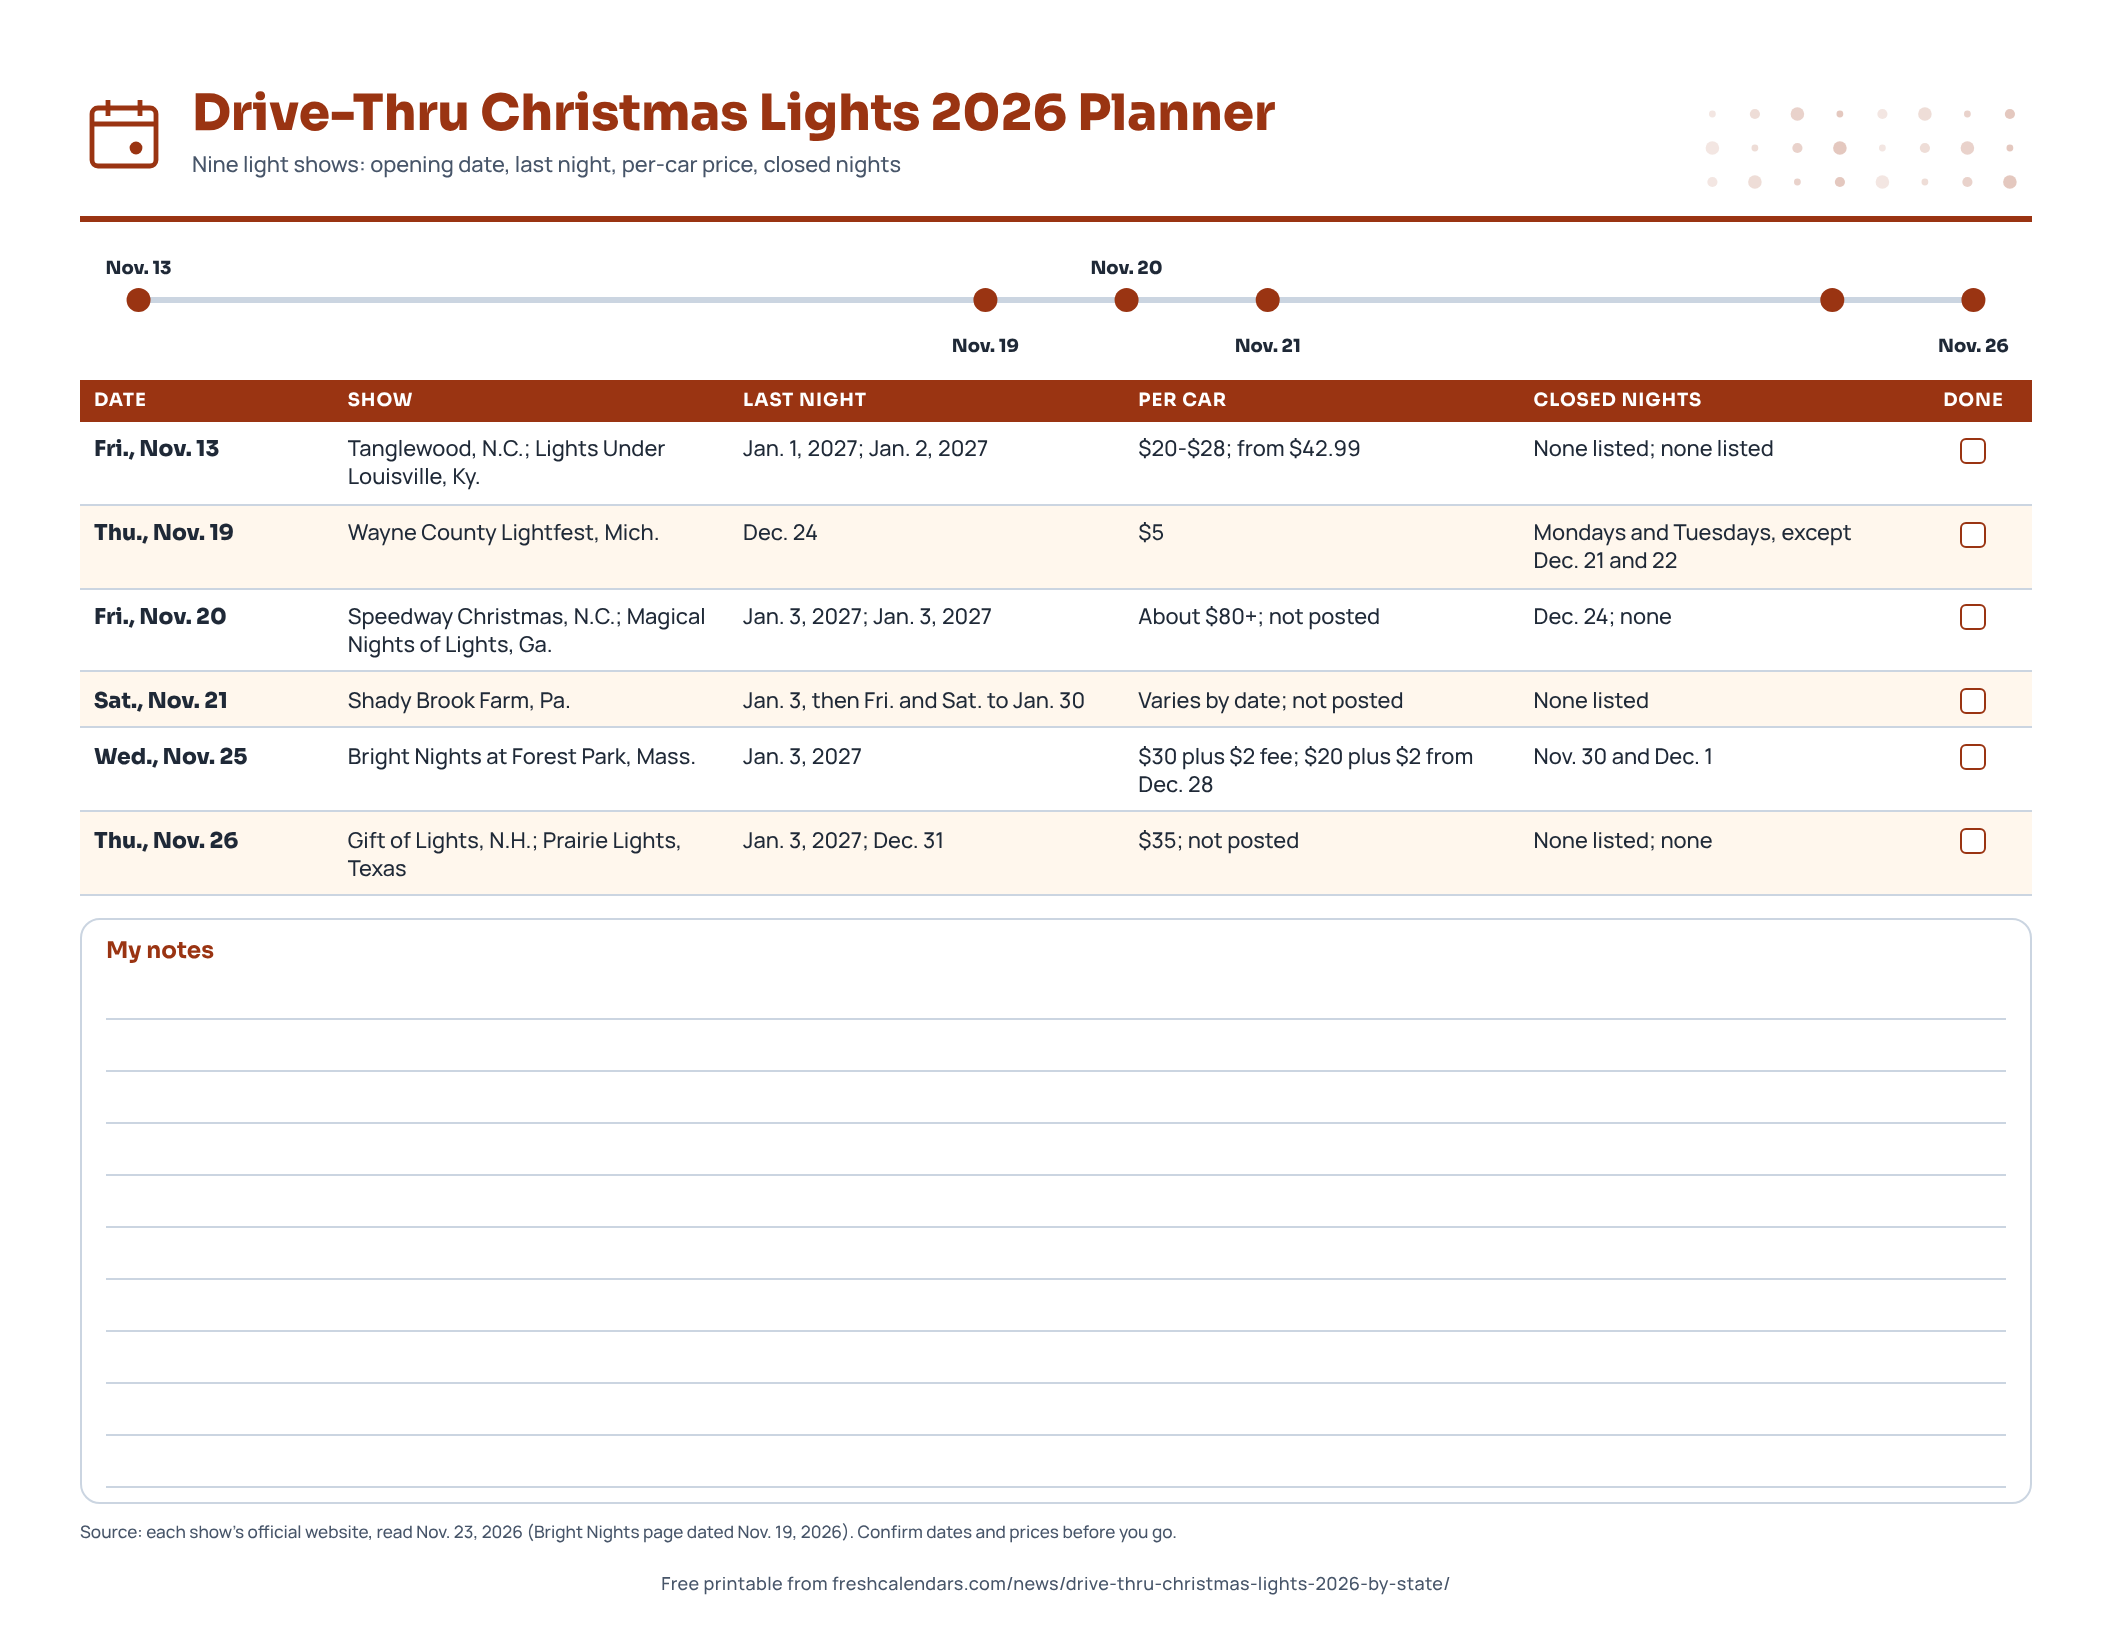 Drive-Thru Christmas Lights 2026 Planner
Nine light shows: opening date, last night, per-car price, closed nights
Nov. 13
Nov. 20
Nov. 19
Nov. 21
Nov. 26
DATE SHOW LAST NIGHT PER CAR CLOSED NIGHTS DONE
Fri., Nov. 13 Tanglewood, N.C.; Lights Under Jan. 1, 2027; Jan. 2, 2027 $20-$28; from $42.99 None listed; none listed
Louisville, Ky.
Thu., Nov. 19 Wayne County Lightfest, Mich. Dec. 24 $5 Mondays and Tuesdays, except
Dec. 21 and 22
Fri., Nov. 20 Speedway Christmas, N.C.; Magical Jan. 3, 2027; Jan. 3, 2027 About $80+; not posted Dec. 24; none
Nights of Lights, Ga.
Sat., Nov. 21 Shady Brook Farm, Pa. Jan. 3, then Fri. and Sat. to Jan. 30 Varies by date; not posted None listed
Wed., Nov. 25 Bright Nights at Forest Park, Mass. Jan. 3, 2027 $30 plus $2 fee; $20 plus $2 from Nov. 30 and Dec. 1
Dec. 28
Thu., Nov. 26 Gift of Lights, N.H.; Prairie Lights, Jan. 3, 2027; Dec. 31 $35; not posted None listed; none
Texas
My notes
Source: each show's official website, read Nov. 23, 2026 (Bright Nights page dated Nov. 19, 2026). Confirm dates and prices before you go.
Free printable from freshcalendars.com/news/drive-thru-christmas-lights-2026-by-state/